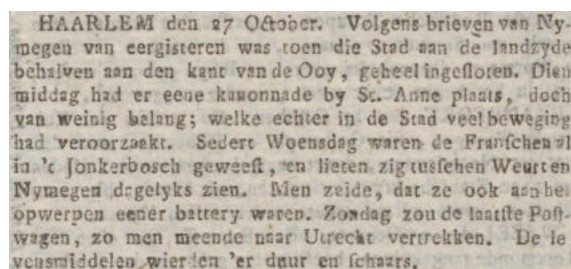 HAARLEM den 27 October. Volgens brieven van Ny-
megen van eergisteren was toen die Stad aan de landzyde
behalven aan den kant van de Ooy, geheel ingesloten. Dien
middag had er eene kanonnade by St. Anne plaats, doch
van weinig belang; welke echter in de Stad veel beweging
had veroorzaakt. Sedert Woensdag waren de Franschen al
in 't Jonkerbosch geweest, en lieten zig tusschen Weurt en
Nymegen dagelyks zien. Men zeide, dat ze ook aan het
opwerpen eener battery waren. Zondag zou de laatste Post-
wagen, zo men meende naar Utrecht vertrekken. De le
vensmiddelen wierden 'er duur en schaars.